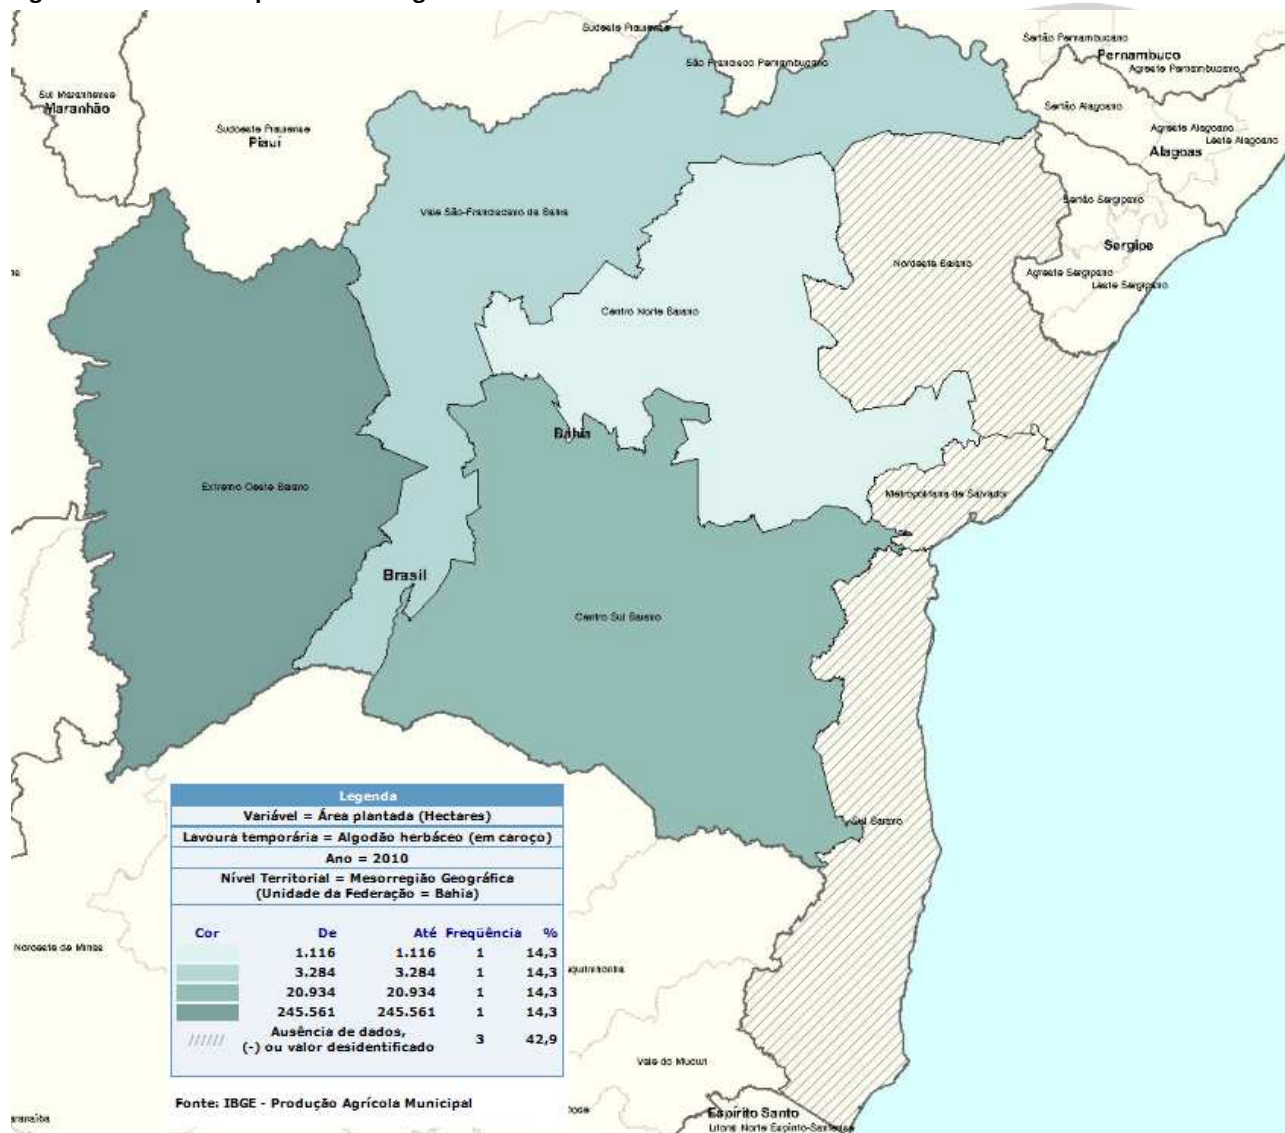 Sudoeste Piauiense
Sertão Pernambucano
Pernambuco
São Francisco Pernambucano
Agreste Pernambucano
Sul Maranhense
Maranhão
Sertão Alagoano
Sudoeste Piauiense
Piauí
Agreste Alagoano
Leste Alagoano
Alagoas
Sertão Sergipano
Vale São-Franciscano da Bahia
Sergipe
Nordeste Baiano
Agreste Sergipano
Leste Sergipano
Centro Norte Baiano
Bahia
Extremo Oeste Baiano
Metropolitana de Salvador
Brasil
Centro Sul Baiano
Sul Baiano
Legenda
Variável = Área plantada (Hectares)
Lavoura temporária = Algodão herbáceo (em caroço)
Ano = 2010
Nível Territorial = Mesorregião Geográfica
(Unidade da Federação = Bahia)
Cor De Até Freqüência %
1.116 1.116 1 14,3
3.284 3.284 1 14,3
20.934 20.934 1 14,3
245.561 245.561 1 14,3
Ausência de dados,
(-) ou valor desidentificado 3 42,9
Noroeste de Minas
equitinhonha
Vale do Mucuri
Fonte: IBGE - Produção Agrícola Municipal
Espírito Santo
Litoral Norte Espírito-Santense